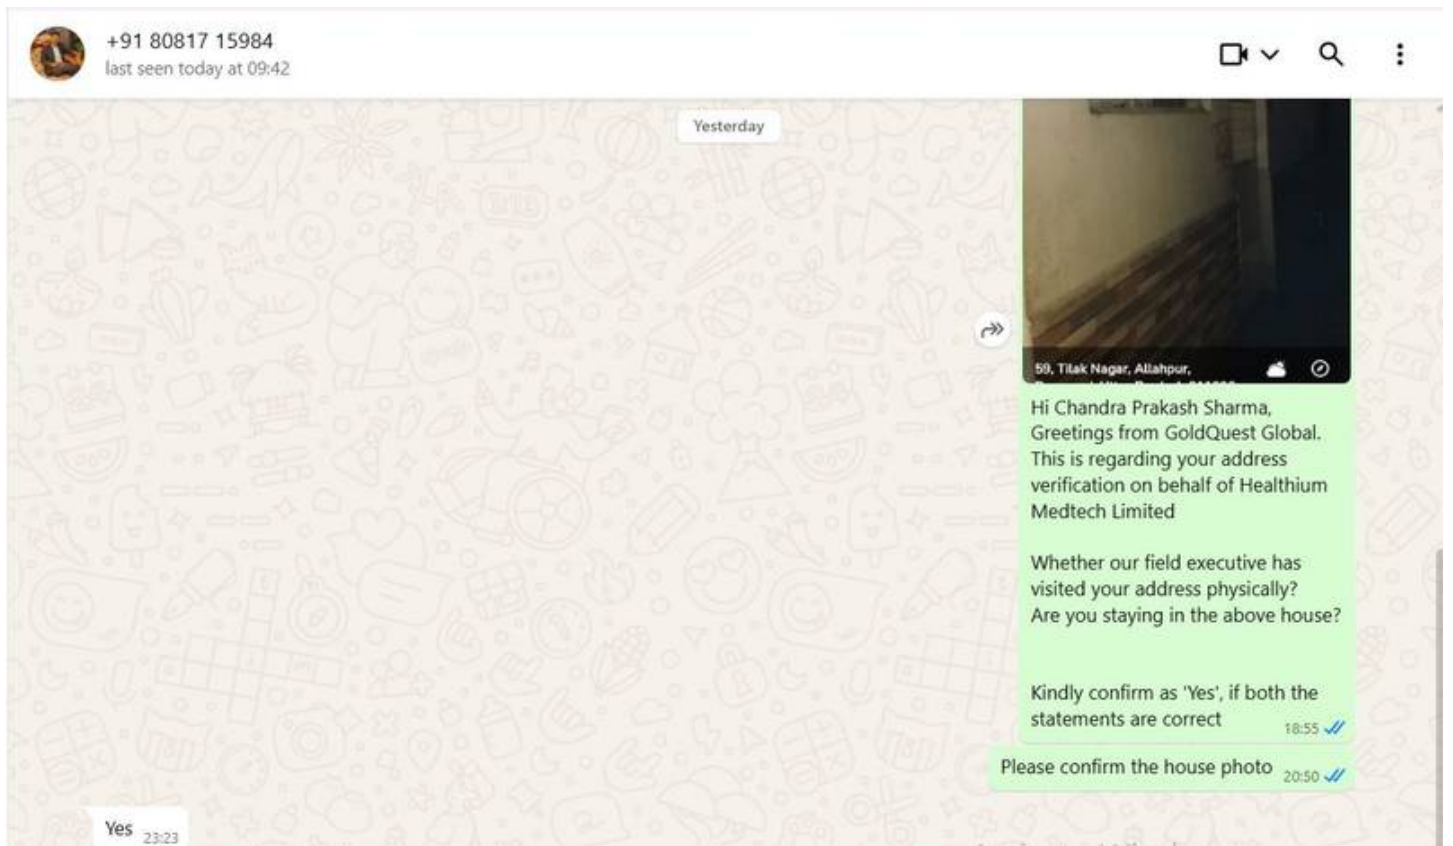 +91 80817 15984
last seen today at 09:42
Yesterday
59, Tilak Nagar, Allahpur,
Hi Chandra Prakash Sharma,
Greetings from GoldQuest Global.
This is regarding your address
verification on behalf of Healthium
Medtech Limited
Whether our field executive has
visited your address physically?
Are you staying in the above house?
Kindly confirm as 'Yes', if both the
statements are correct
18:55
Please confirm the house photo 20:50
Yes 23:23